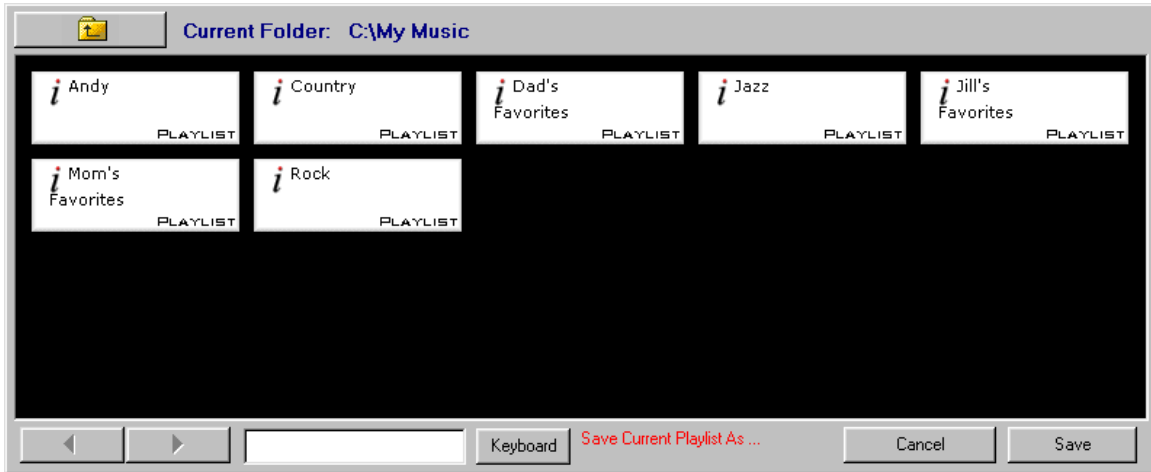 Current Folder: C:\My Music
i Andy
PLAYLIST
i Country
PLAYLIST
i Dad's
Favorites
PLAYLIST
i Jazz
PLAYLIST
i Jill's
Favorites
PLAYLIST
i Mom's
Favorites
PLAYLIST
i Rock
PLAYLIST
Keyboard
Save Current Playlist As ...
Cancel
Save